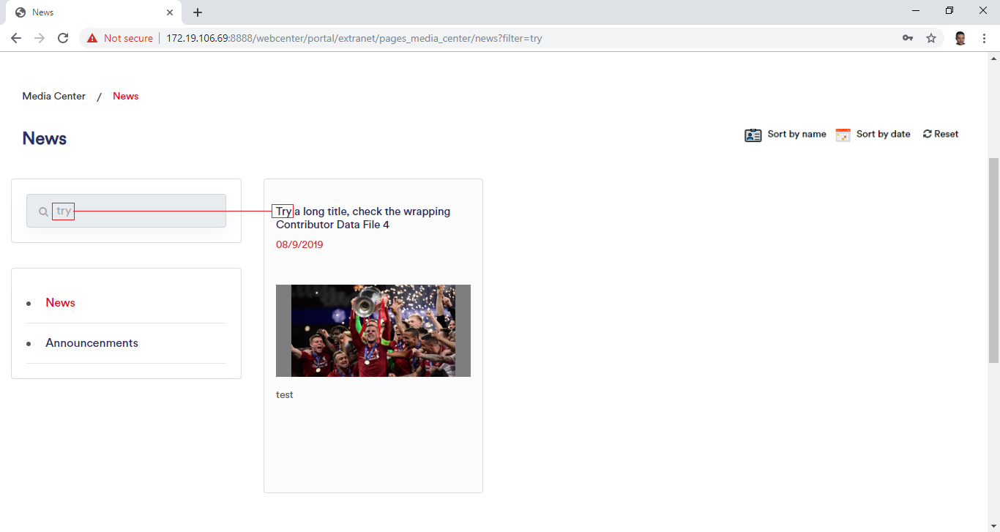 News
Not secure
172.19.106.69:8888/webcenter/portal/extranet/pages_media_center/news?filter=try
Media Center / News
News
Sort by name
Sort by date
Reset
try
Try a long title, check the wrapping
Contributor Data File 4
08/9/2019
test
News
Announcenments